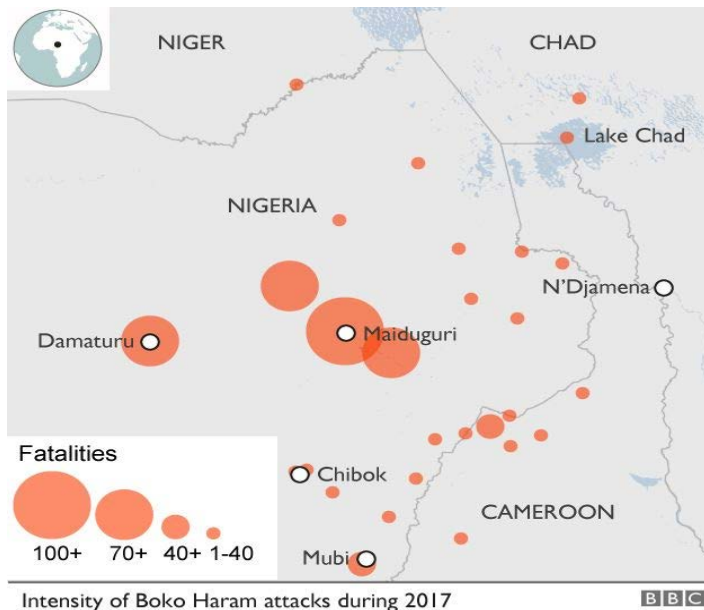 NIGER
CHAD
Lake Chad
NIGERIA
N'Djamena
Damaturu
Maiduguri
Fatalities
100+ 70+ 40+ 1-40
Chibok
CAMEROON
Mubi
Intensity of Boko Haram attacks during 2017
BBC